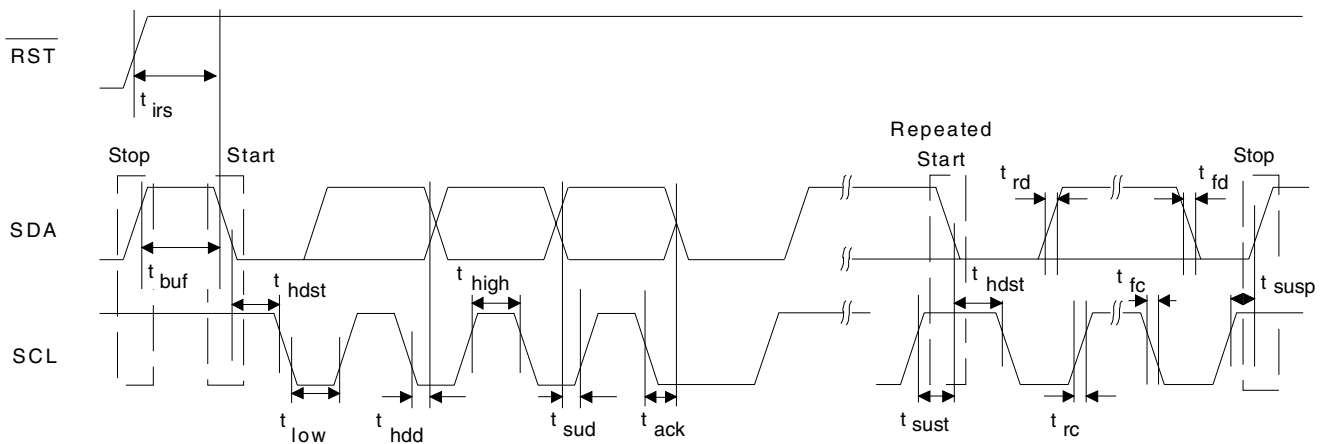 RST
t irs
Repeated
Stop
Start
Start
Stop
t rd
t fd
SDA
t buf
t hdst
t high
t hdst
t fc
t susp
SCL
t low
t hdd
t sud
t ack
t sust
t rc